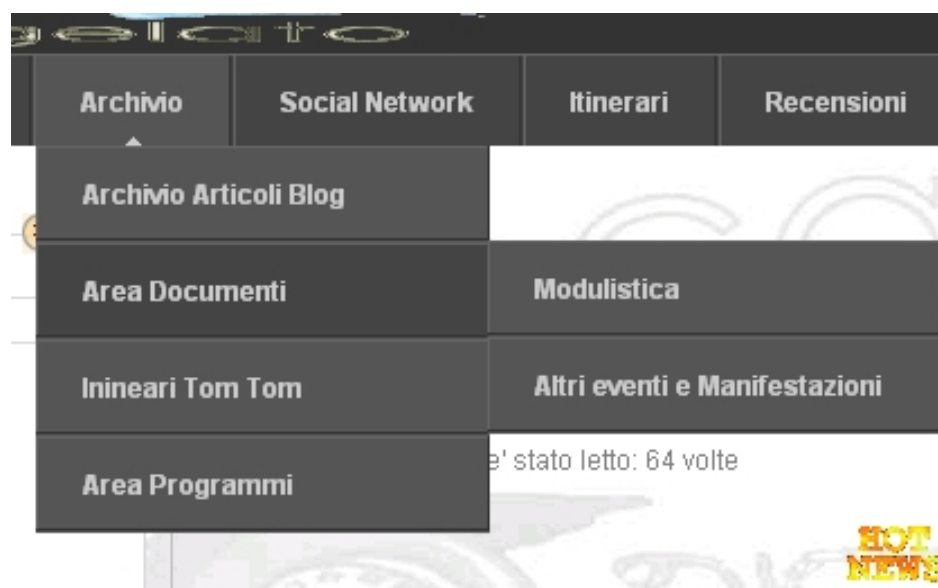 Archivio Social Network Itinerari Recensioni
Archivio Articoli Blog
Area Documenti Modulistica
Inineari Tom Tom Altri eventi e Manifestazioni
e' stato letto: 64 volte
Area Programmi
HOT
NEWS